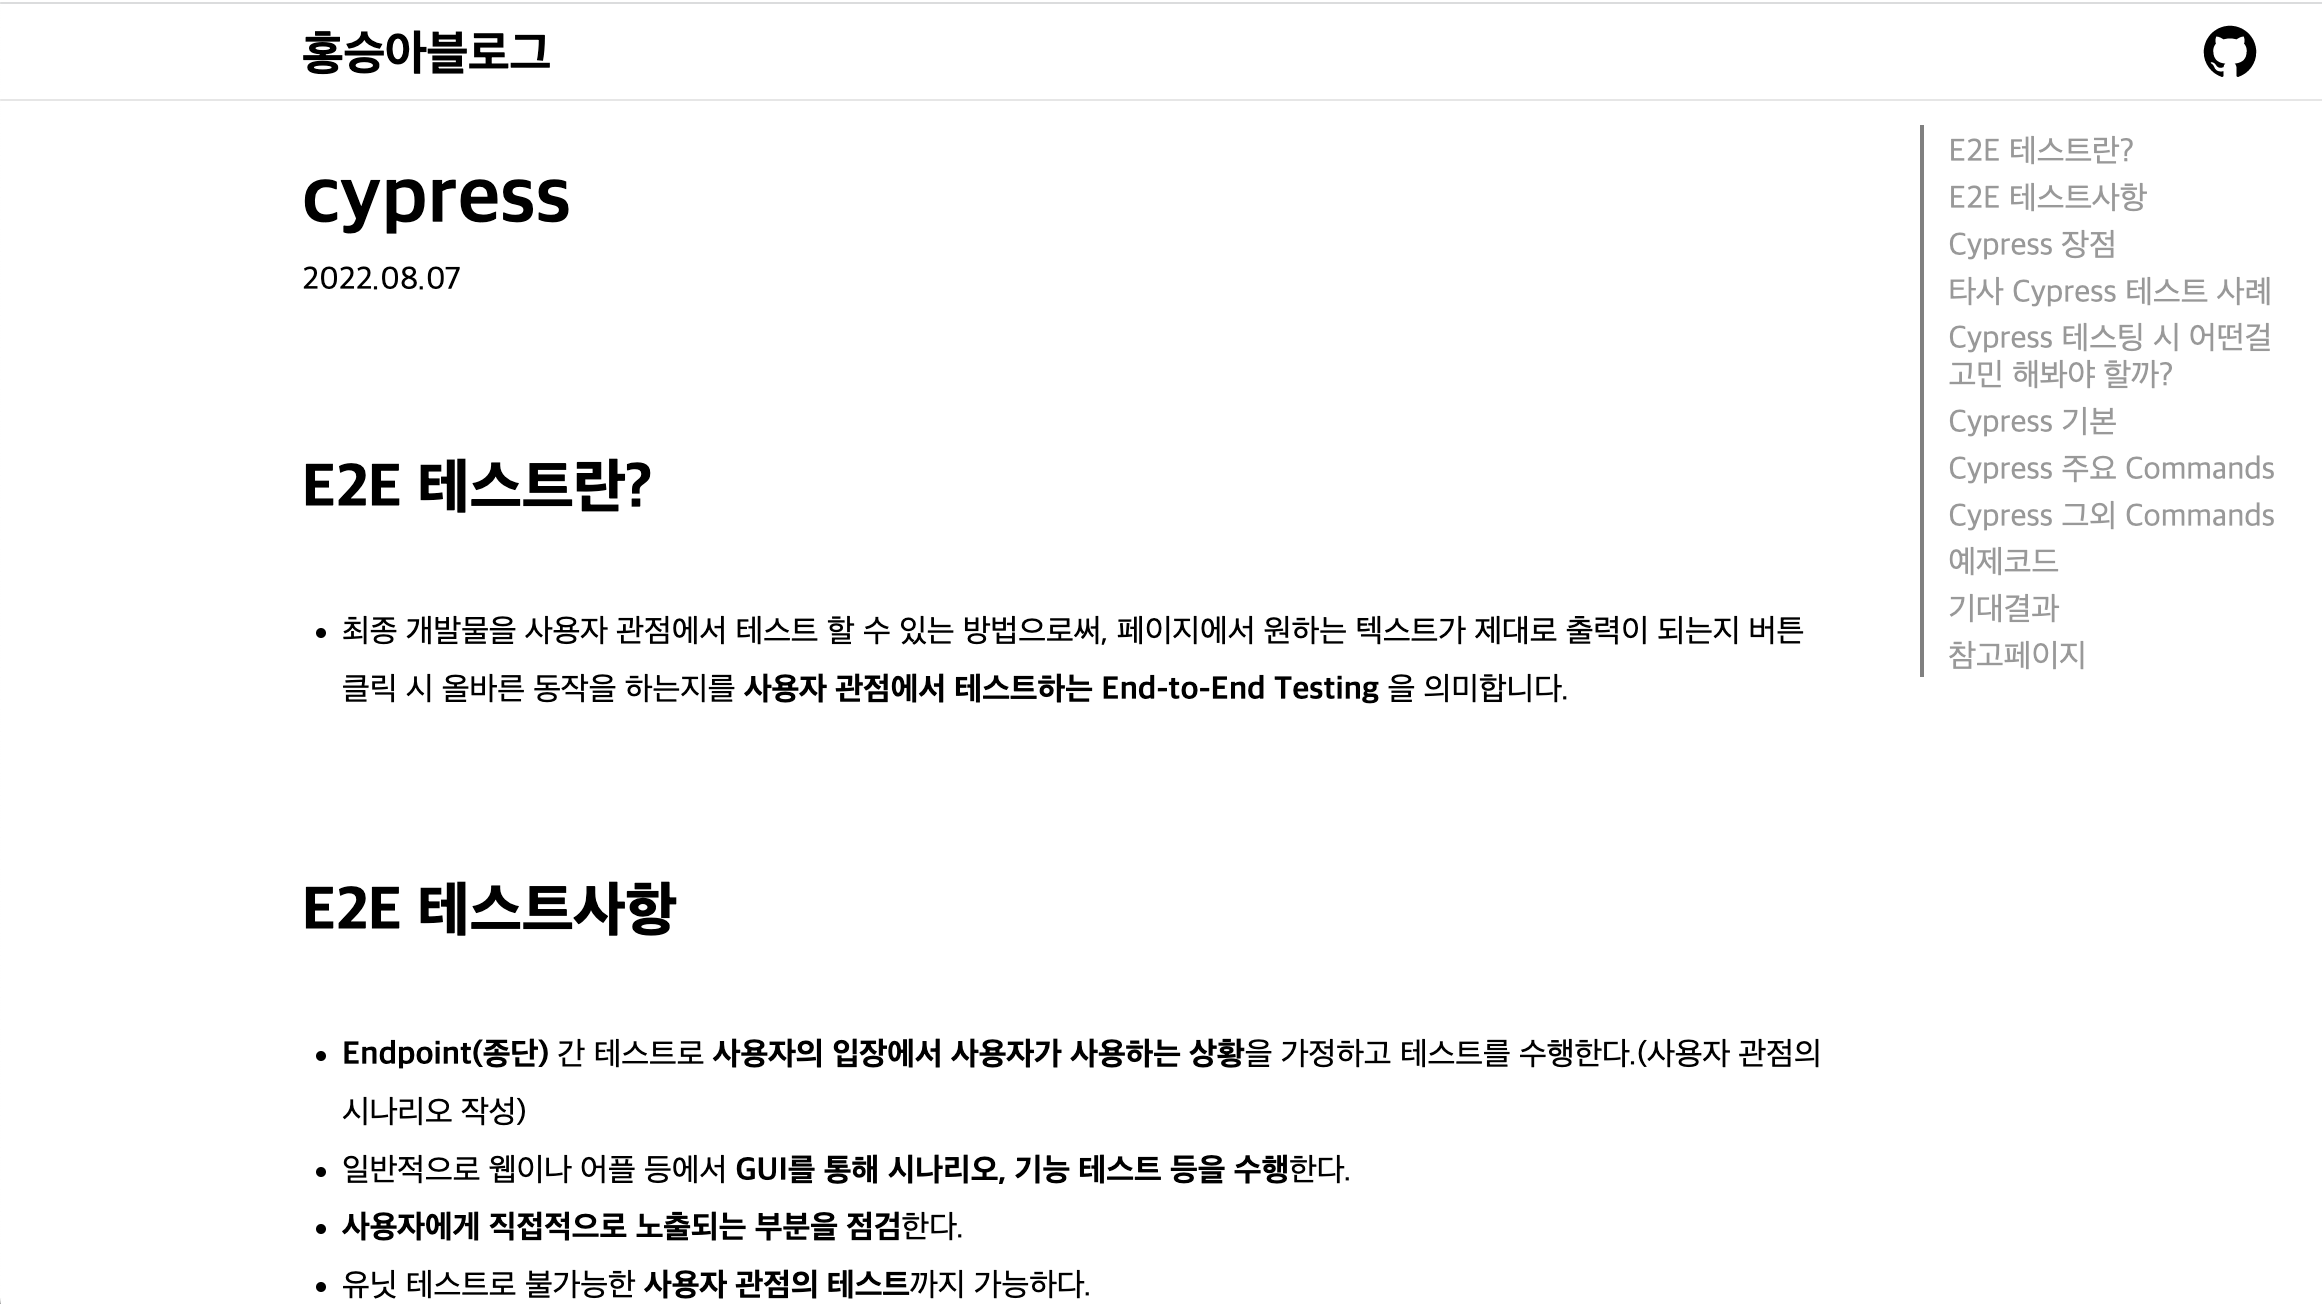 홍승아블로그
cypress
2022.08.07
E2E 테스트란?
• 최종 개발물을 사용자 관점에서 테스트 할 수 있는 방법으로써, 페이지에서 원하는 텍스트가 제대로 출력이 되는지 버튼
클릭 시 올바른 동작을 하는지를 사용자 관점에서 테스트하는 End-to-End Testing 을 의미합니다.
E2E 테스트사항
• Endpoint(종단) 간 테스트로 사용자의 입장에서 사용자가 사용하는 상황을 가정하고 테스트를 수행한다.(사용자 관점의
시나리오 작성)
• 일반적으로 웹이나 어플 등에서 GUI를 통해 시나리오, 기능 테스트 등을 수행한다.
• 사용자에게 직접적으로 노출되는 부분을 점검한다.
• 유닛 테스트로 불가능한 사용자 관점의 테스트까지 가능하다.
E2E 테스트란?
E2E 테스트사항
Cypress 장점
타사 Cypress 테스트 사례
Cypress 테스팅 시 어떤걸
고민 해봐야 할까?
Cypress 기본
Cypress 주요 Commands
Cypress 그외 Commands
예제코드
기대결과
참고페이지